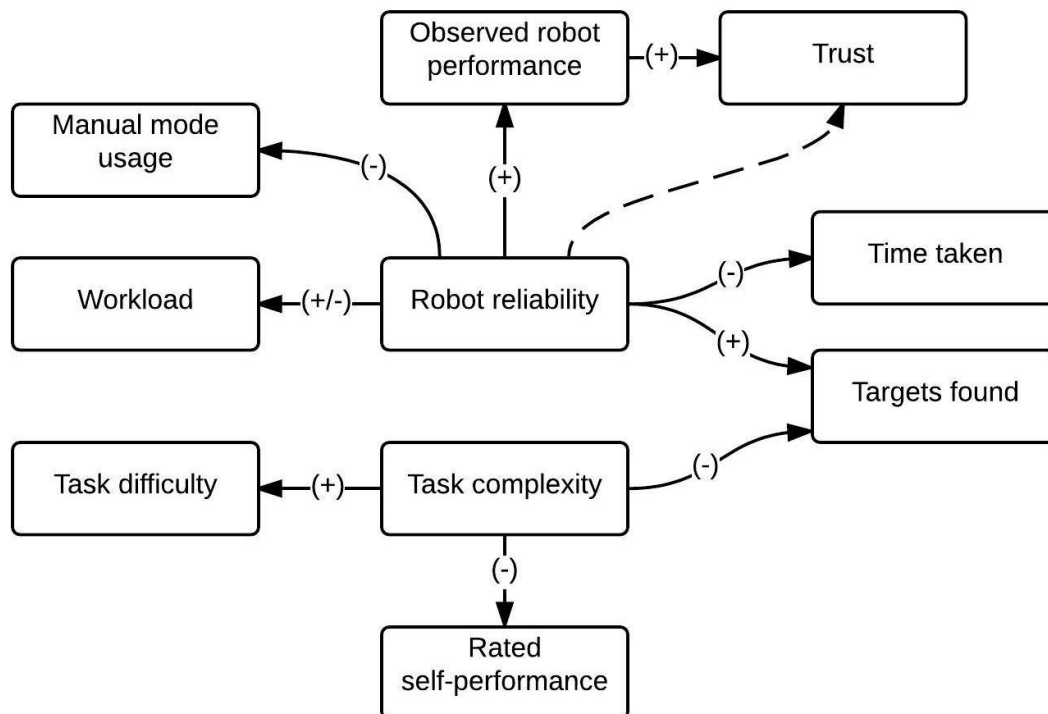 Observed robot
performance
(+)
Trust
Manual mode
usage
(-)
(+)
Workload
(+/-)
Robot reliability
(-)
Time taken
(+)
Targets found
Task difficulty
(+)
Task complexity
(-)
(-)
Rated
self-performance